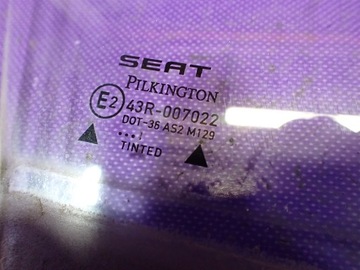 SEAT
PILKINGTON
E2 43R-007022
DOT-36 AS2 M129
TINTED